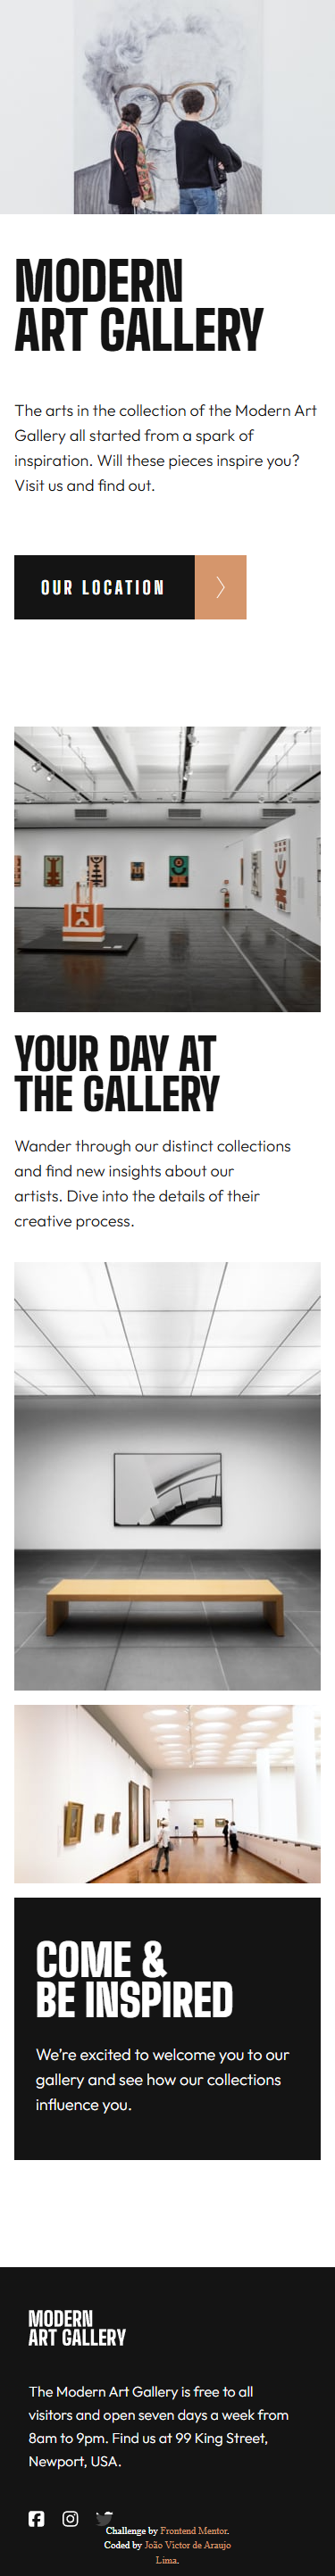 MODERN
ART GALLERY
The arts in the collection of the Modern Art
Gallery all started from a spark of
inspiration. Will these pieces inspire you?
Visit us and find out.
OUR LOCATION
YOUR DAY AT
THE GALLERY
Wander through our distinct collections
and find new insights about our
artists. Dive into the details of their
creative process.
COME &
BE INSPIRED
We’re excited to welcome you to our
gallery and see how our collections
influence you.
MODERN
ART GALLERY
The Modern Art Gallery is free to all
visitors and open seven days a week from
8am to 9pm. Find us at 99 King Street,
Newport, USA.
Challenge by Frontend Mentor.
Coded by João Victor de Araujo
Lima.